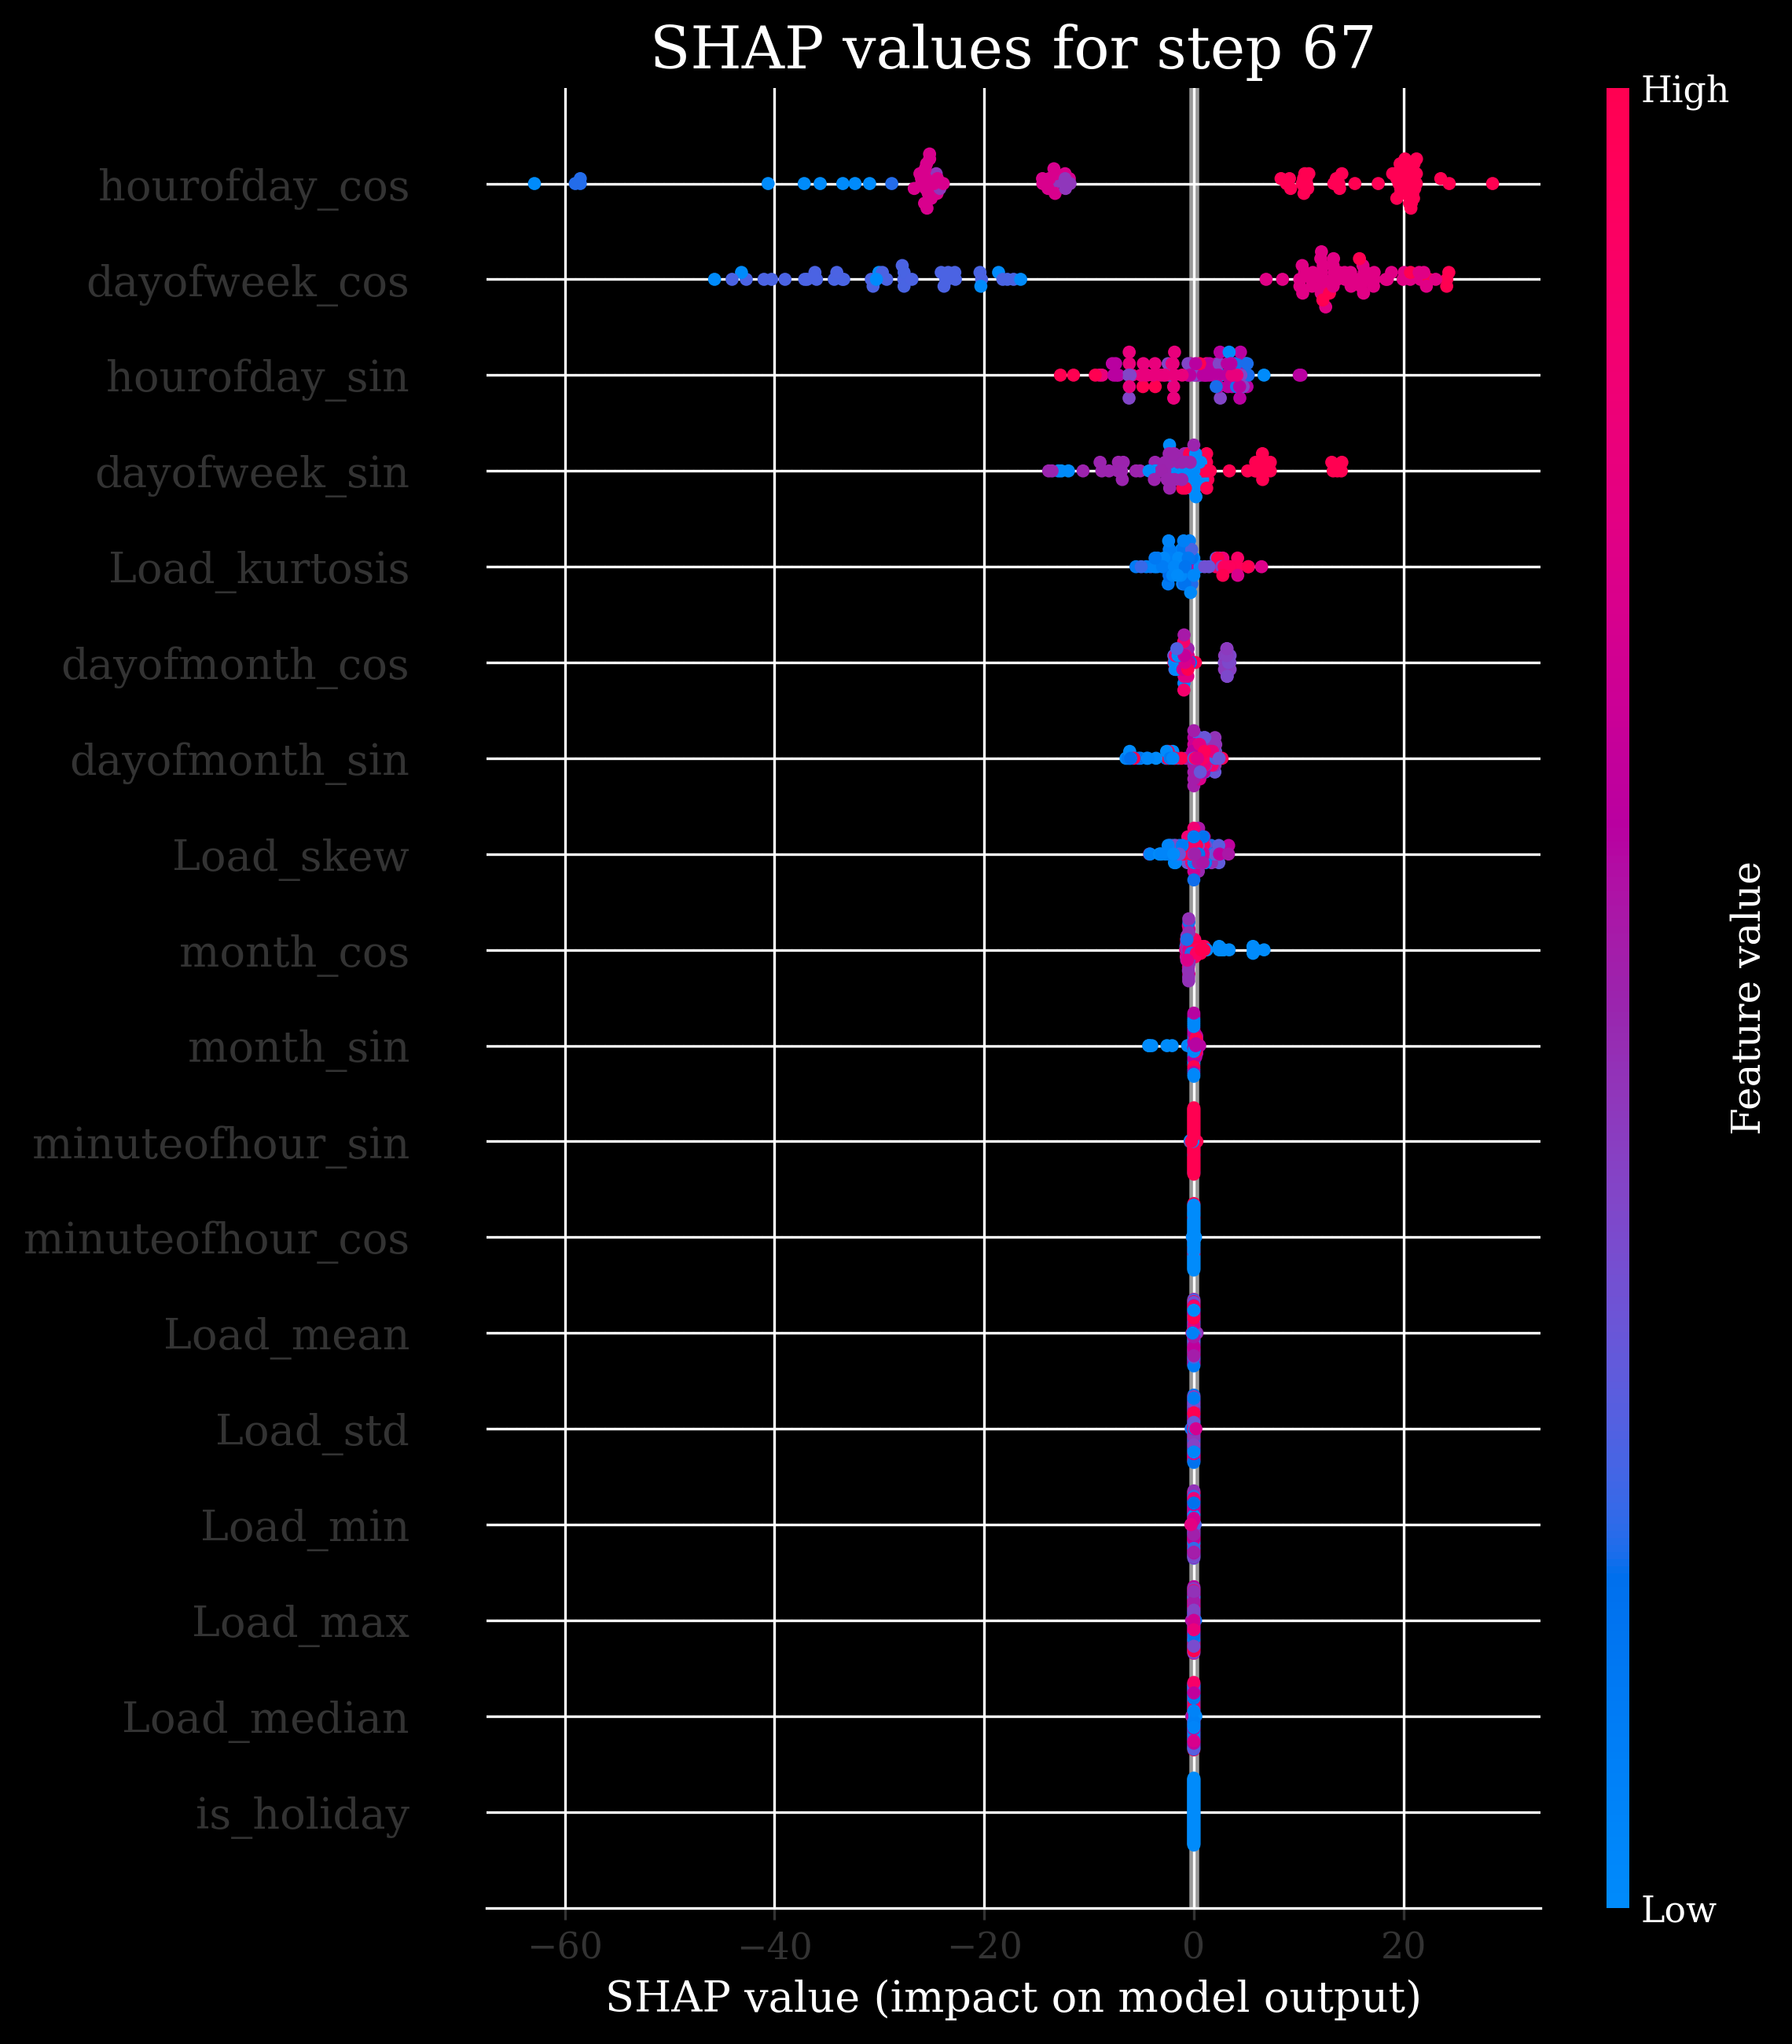 SHAP values for step 67
High
hourofday_cos
dayofweek_cos
hourofday_sin
dayofweek_sin
Load_kurtosis
dayofmonth_cos
dayofmonth_sin
Load_skew
month_cos
month_sin
minuteofhour_sin
minuteofhour_cos
Load_mean
Load_std
Load_min
Load_max
Load_median
is_holiday
Feature value
Low
−60 −40 −20 0 20
SHAP value (impact on model output)